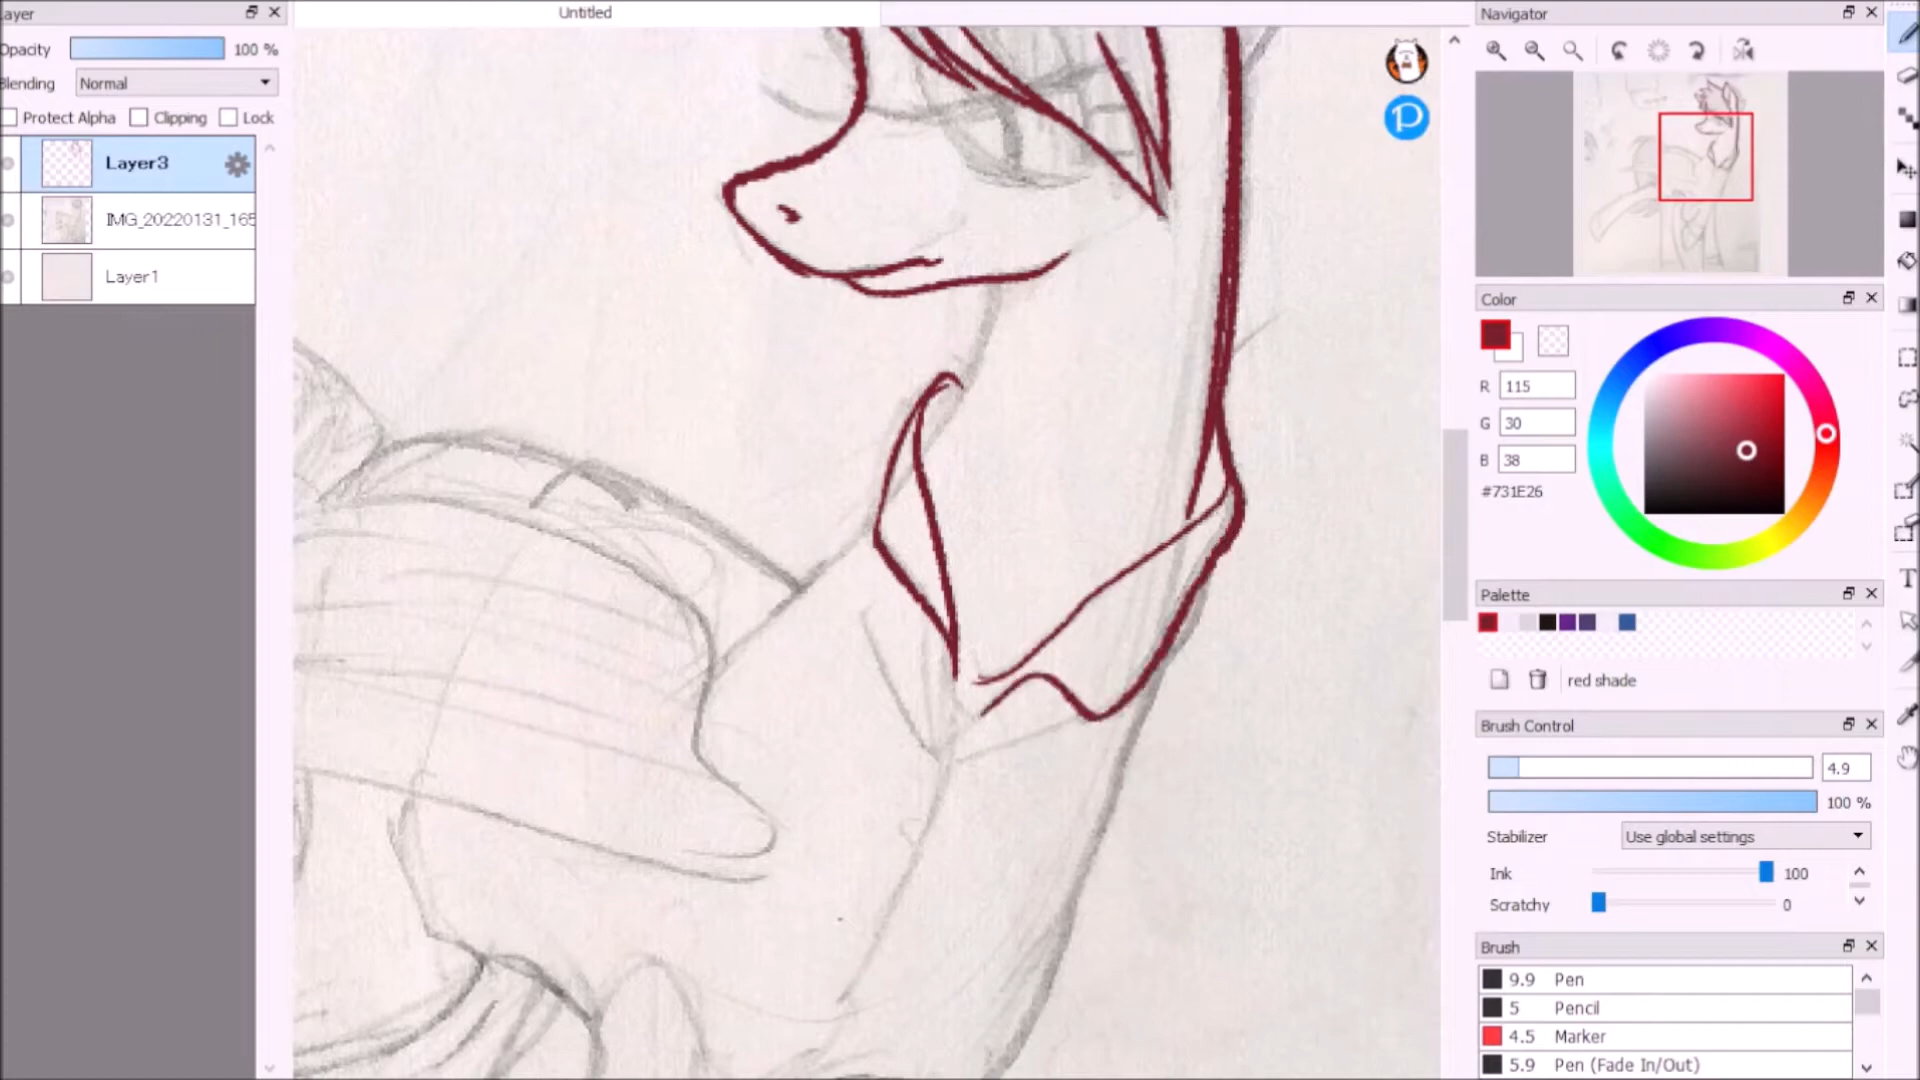 ayer
Opacity 100 %
Blending Normal
Protect Alpha Clipping Lock
Layer3
IMG_20220131_165
Layer1
Untitled
P
Navigator
Color
R 115
G 30
B 38
#731E26
Palette
red shade
Brush Control
4.9
100 %
Stabilizer Use global settings
Ink 100
Scratchy 0
Brush
9.9 Pen
5 Pencil
4.5 Marker
5.9 Pen (Fade In/Out)
T